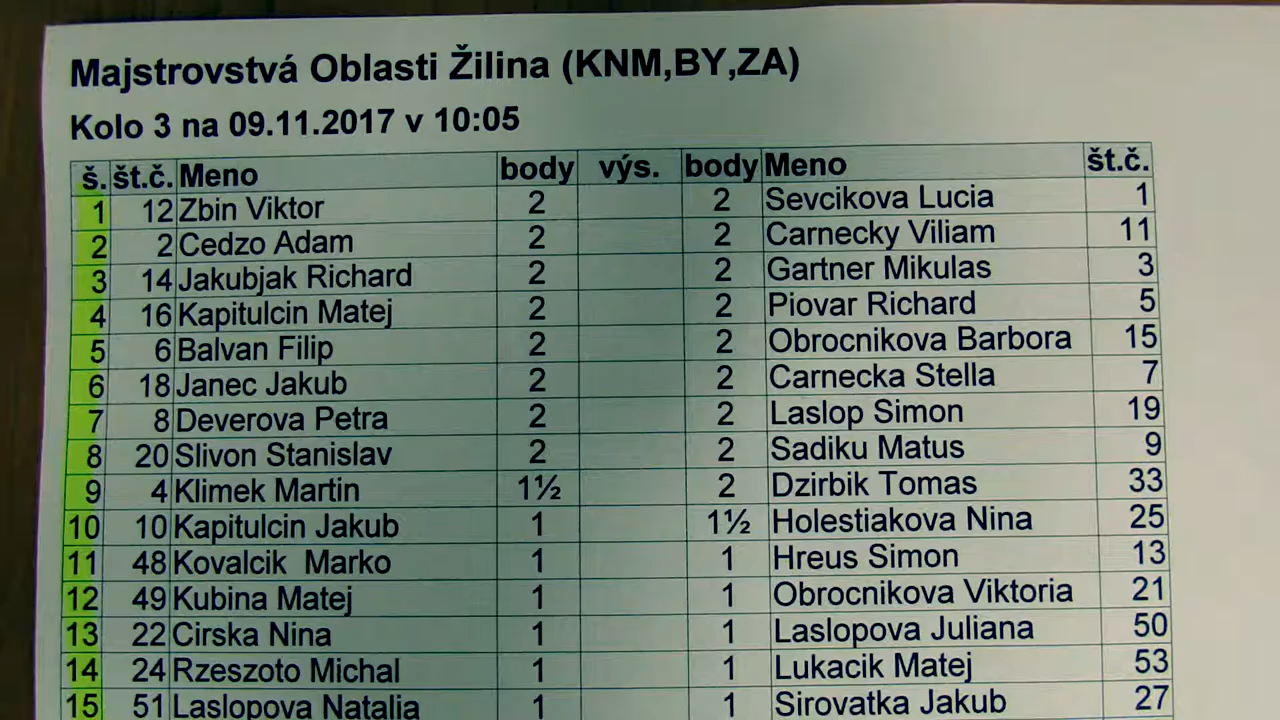 Majstrovstvá Oblasti Žilina (KNM,BY,ZA)
Kolo 3 na 09.11.2017 v 10:05
š. št.č. Meno body výs. body Meno št.č.
1 12 Zbin Viktor 2 2 Sevcikova Lucia 1
2 2 Cedzo Adam 2 2 Carnecky Viliam 11
3 14 Jakubjak Richard 2 2 Gartner Mikulas 3
4 16 Kapitulcin Matej 2 2 Piovar Richard 5
5 6 Balvan Filip 2 2 Obrocnikova Barbora 15
6 18 Janec Jakub 2 2 Carnecka Stella 7
7 8 Deverova Petra 2 2 Laslop Simon 19
8 20 Slivon Stanislav 2 2 Sadiku Matus 9
9 4 Klimek Martin 1½ 2 Dzirbik Tomas 33
10 10 Kapitulcin Jakub 1 1½ Holestiakova Nina 25
11 48 Kovalcik Marko 1 1 Hreus Simon 13
12 49 Kubina Matej 1 1 Obrocnikova Viktoria 21
13 22 Cirska Nina 1 1 Laslopova Juliana 50
14 24 Rzeszoto Michal 1 1 Lukacik Matej 53
15 51 Laslopova Natalia 1 1 Sirovatka Jakub 27